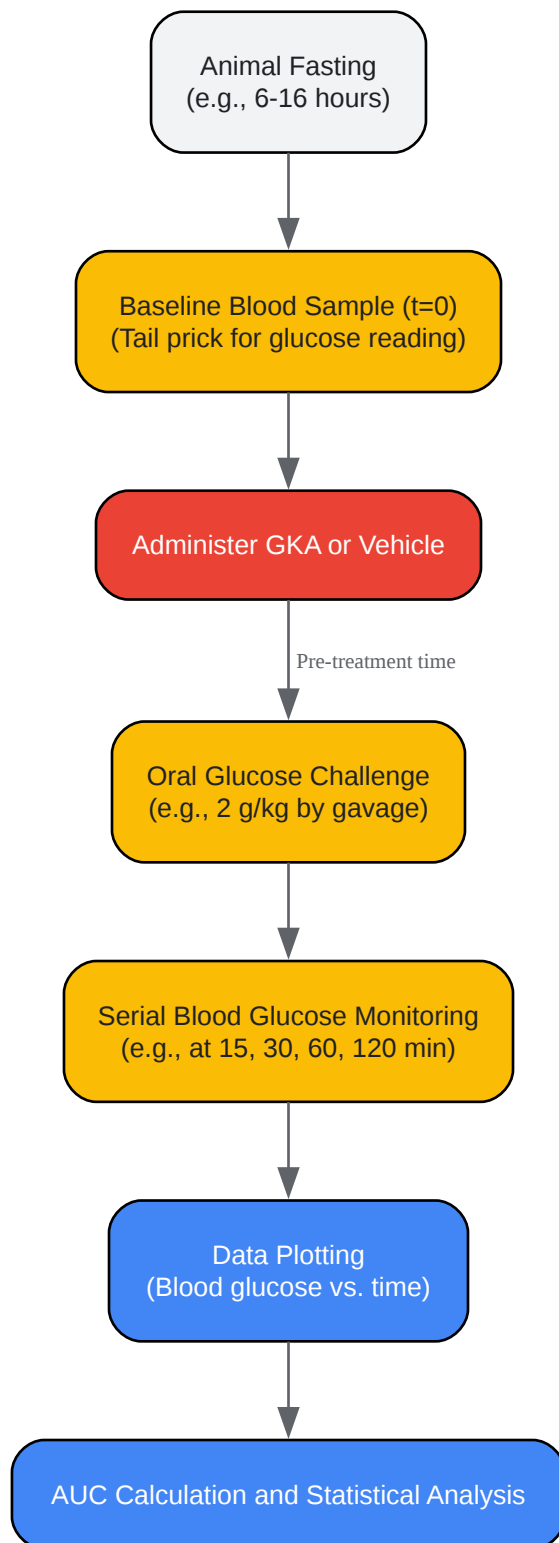 Animal Fasting
(e.g., 6-16 hours)
Baseline Blood Sample (t=0)
(Tail prick for glucose reading)
Administer GKA or Vehicle
Pre-treatment time
Oral Glucose Challenge
(e.g., 2 g/kg by gavage)
Serial Blood Glucose Monitoring
(e.g., at 15, 30, 60, 120 min)
Data Plotting
(Blood glucose vs. time)
AUC Calculation and Statistical Analysis